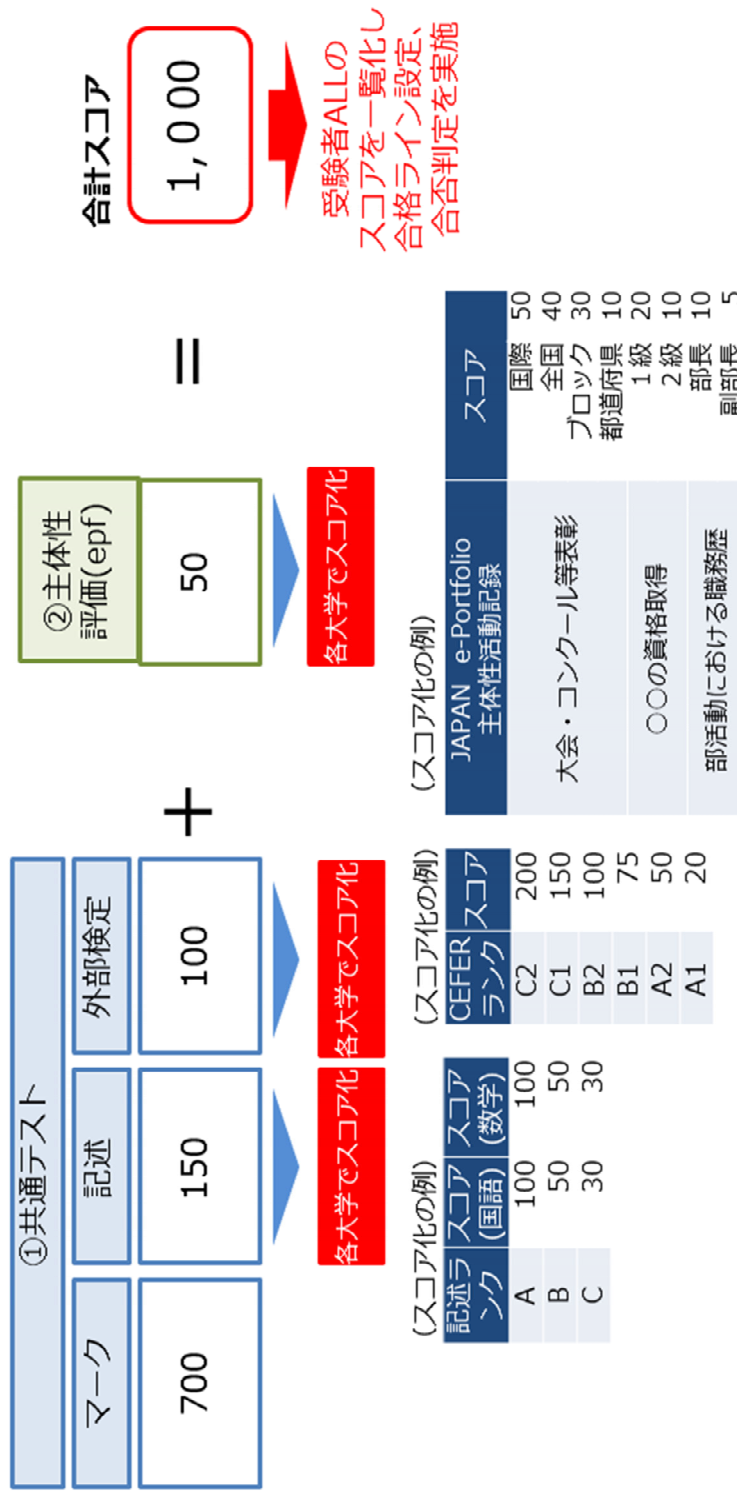 ①共通テスト
マーク
記述
外部検定
700
150
100
+
②主体性
評価(epf)
50
=
合計スコア
1,000
各大学でスコア化
各大学でスコア化
各大学でスコア化
受験者ALLの
スコアを一覧化し
合格ライン設定、
合否判定を実施
(スコア化の例)
記述ラ
ンク
スコア
(国語)
スコア
(数学)
A 100 100
B 50 50
C 30 30
(スコア化の例)
CEFER
ランク
スコア
C2 200
C1 150
B2 100
B1 75
A2 50
A1 20
(スコア化の例)
JAPAN e-Portfolio
主体性活動記録
スコア
大会・コンクール等表彰
国際 50
全国 40
ブロック 30
都道府県 10
〇〇の資格取得
1級 20
2級 10
部活動における職務歴
部長 10
副部長 5